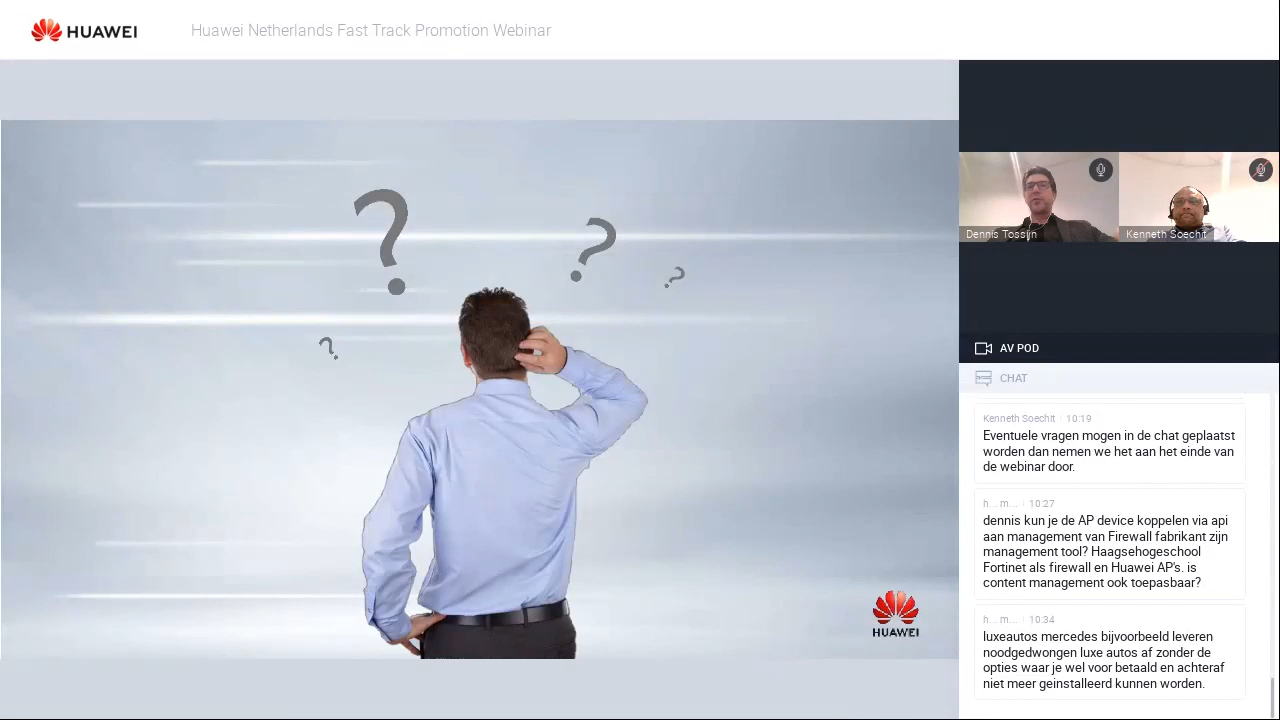 HUAWEI
Huawei Netherlands Fast Track Promotion Webinar
?
?
?
?
HUAWEI
Dennis Tossijn
Kenneth Soechit
AV POD
CHAT
Kenneth Soechit 10:19
Eventuele vragen mogen in de chat geplaatst
worden dan nemen we het aan het einde van
de webinar door.
h... m... 10:27
dennis kun je de AP device koppelen via api
aan management van Firewall fabrikant zijn
management tool? Haagsehogeschool
Fortinet als firewall en Huawei AP's. is
content management ook toepasbaar?
h... m... 10:34
luxeautos mercedes bijvoorbeeld leveren
noodgedwongen luxe autos af zonder de
opties waar je wel voor betaald en achteraf
niet meer geinstalleerd kunnen worden.